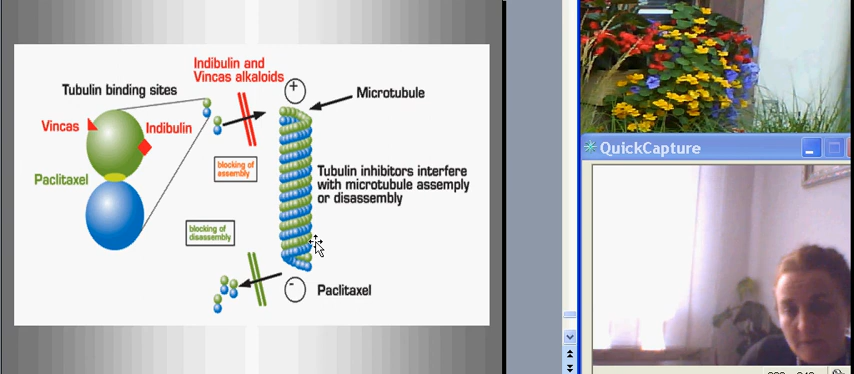 Indibulin and
Vincas alkaloids
Tubulin binding sites
+
Microtubule
Vincas
Indibulin
blocking of
assembly
Paclitaxel
Tubulin inhibitors interfere
with microtubule assemply
or disassembly
blocking of
disassembly
-
Paclitaxel
QuickCapture